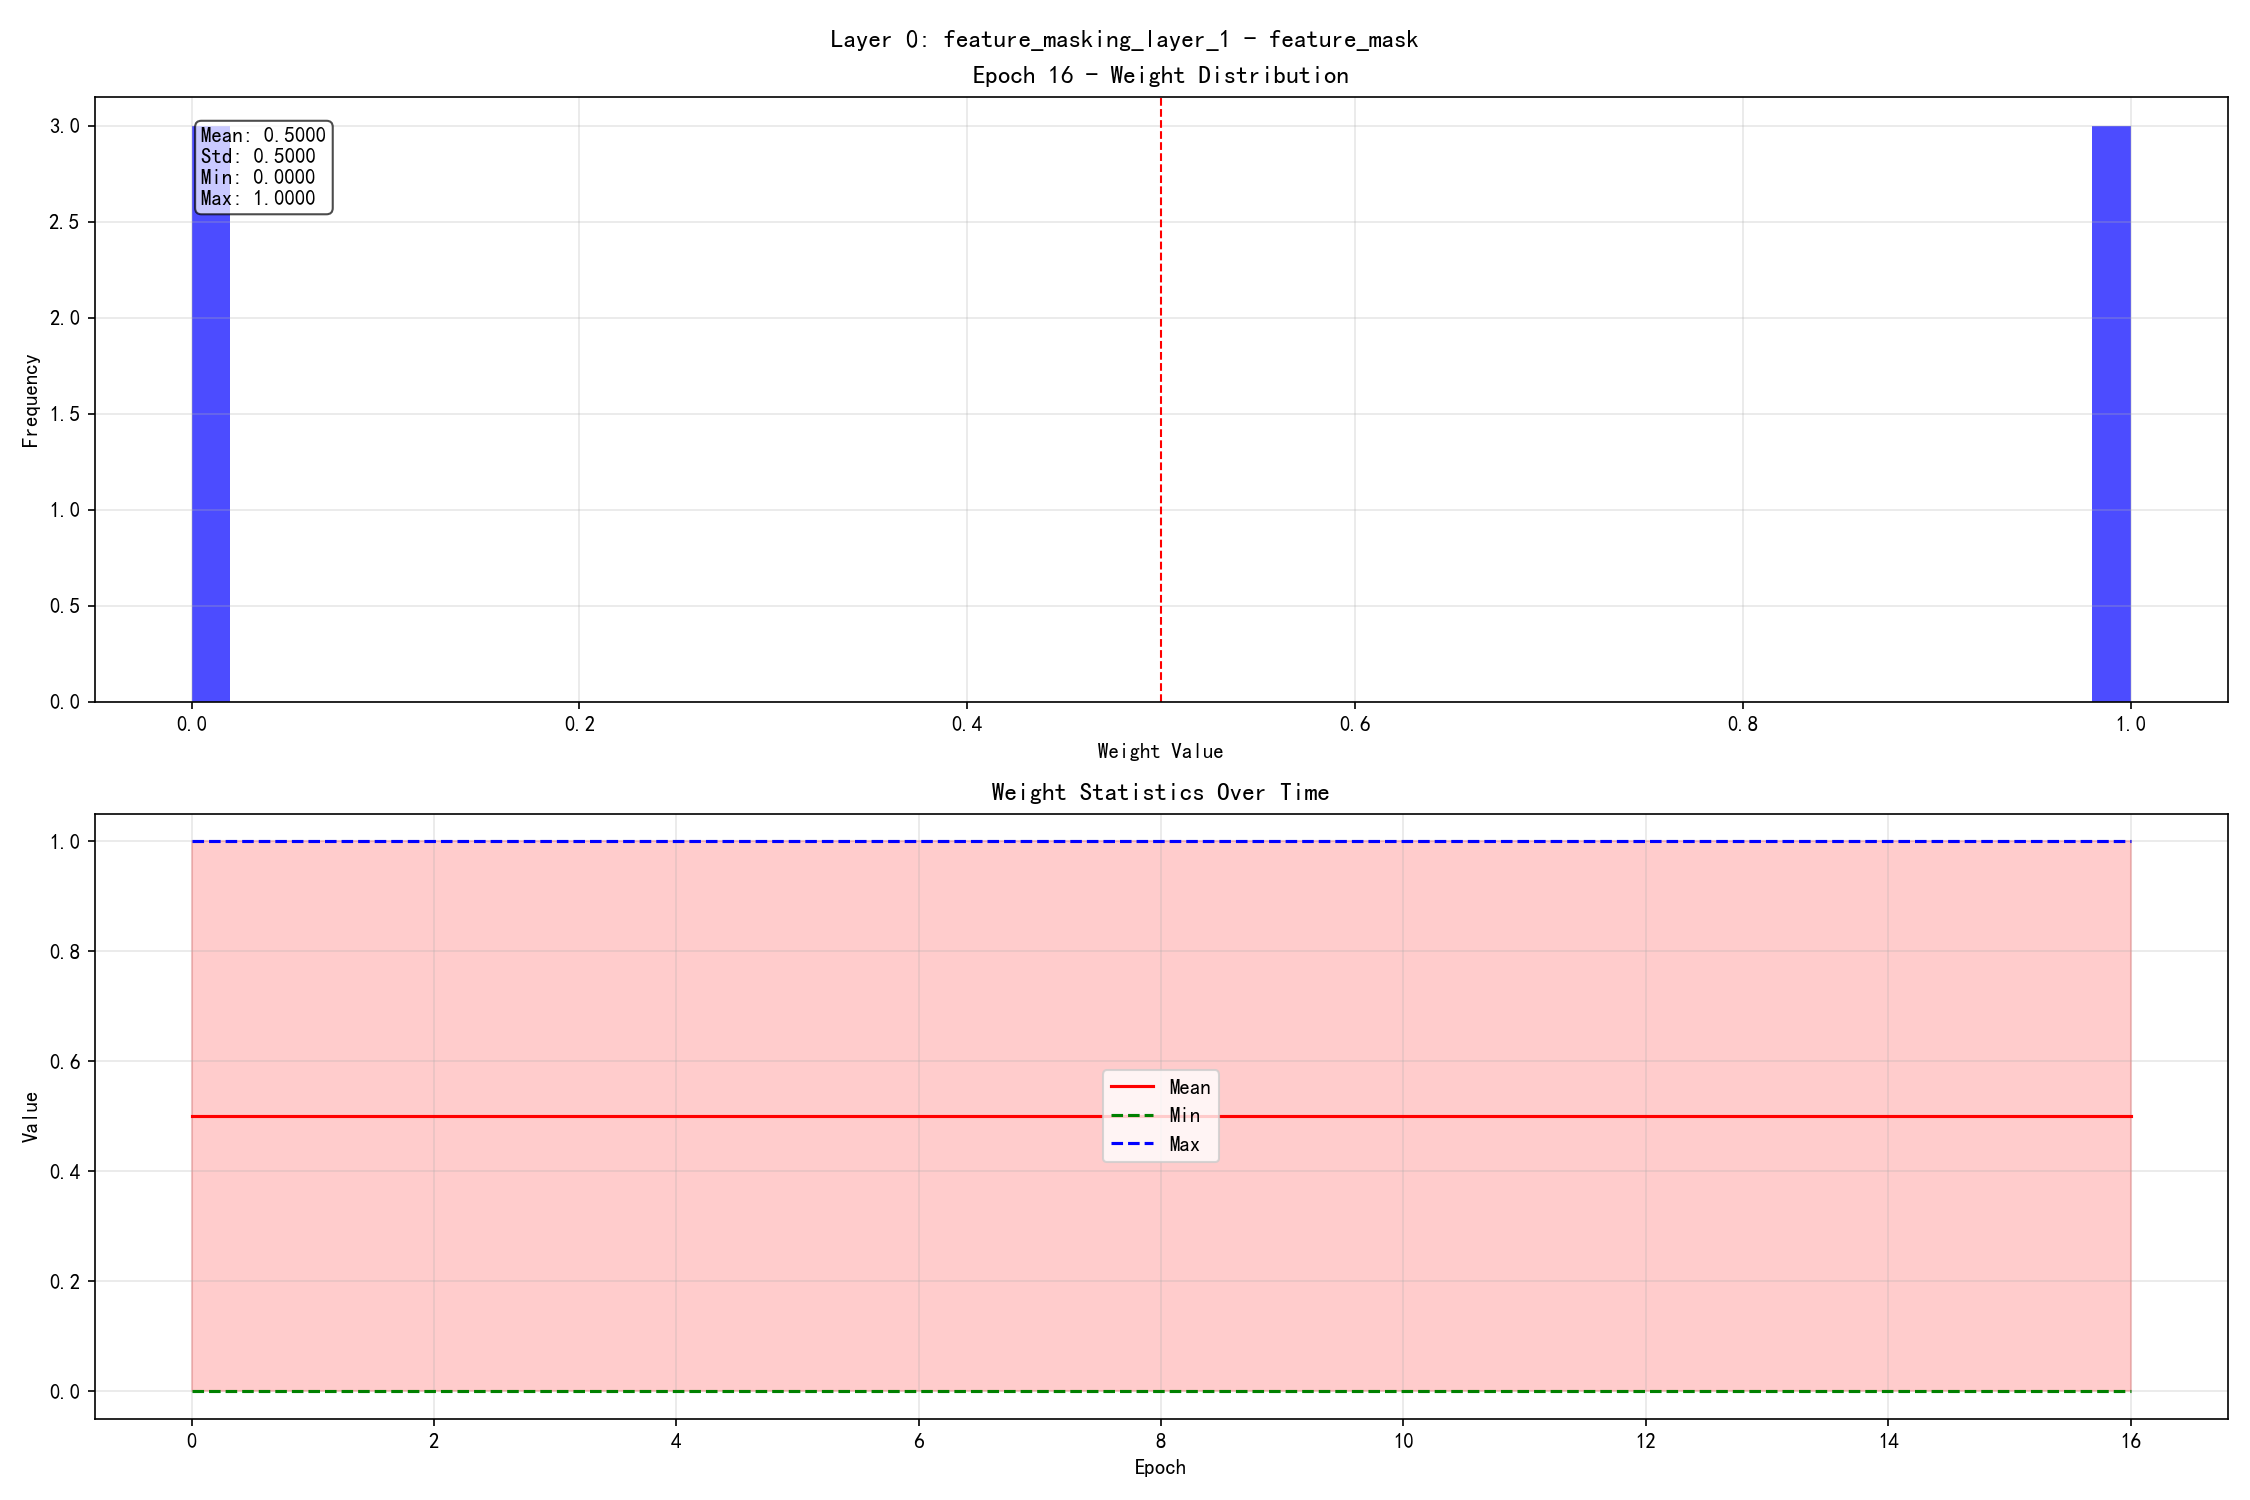 Layer 0: feature_masking_layer_1 - feature_mask
Epoch 16 - Weight Distribution
Mean: 0.5000
Std: 0.5000
Min: 0.0000
Max: 1.0000
3.0
2.5
2.0
1.5
1.0
0.5
0.0
Frequency
0.0 0.2 0.4 0.6 0.8 1.0
Weight Value
Weight Statistics Over Time
1.0
0.8
0.6
0.4
0.2
0.0
Value
Mean
Min
Max
0 2 4 6 8 10 12 14 16
Epoch